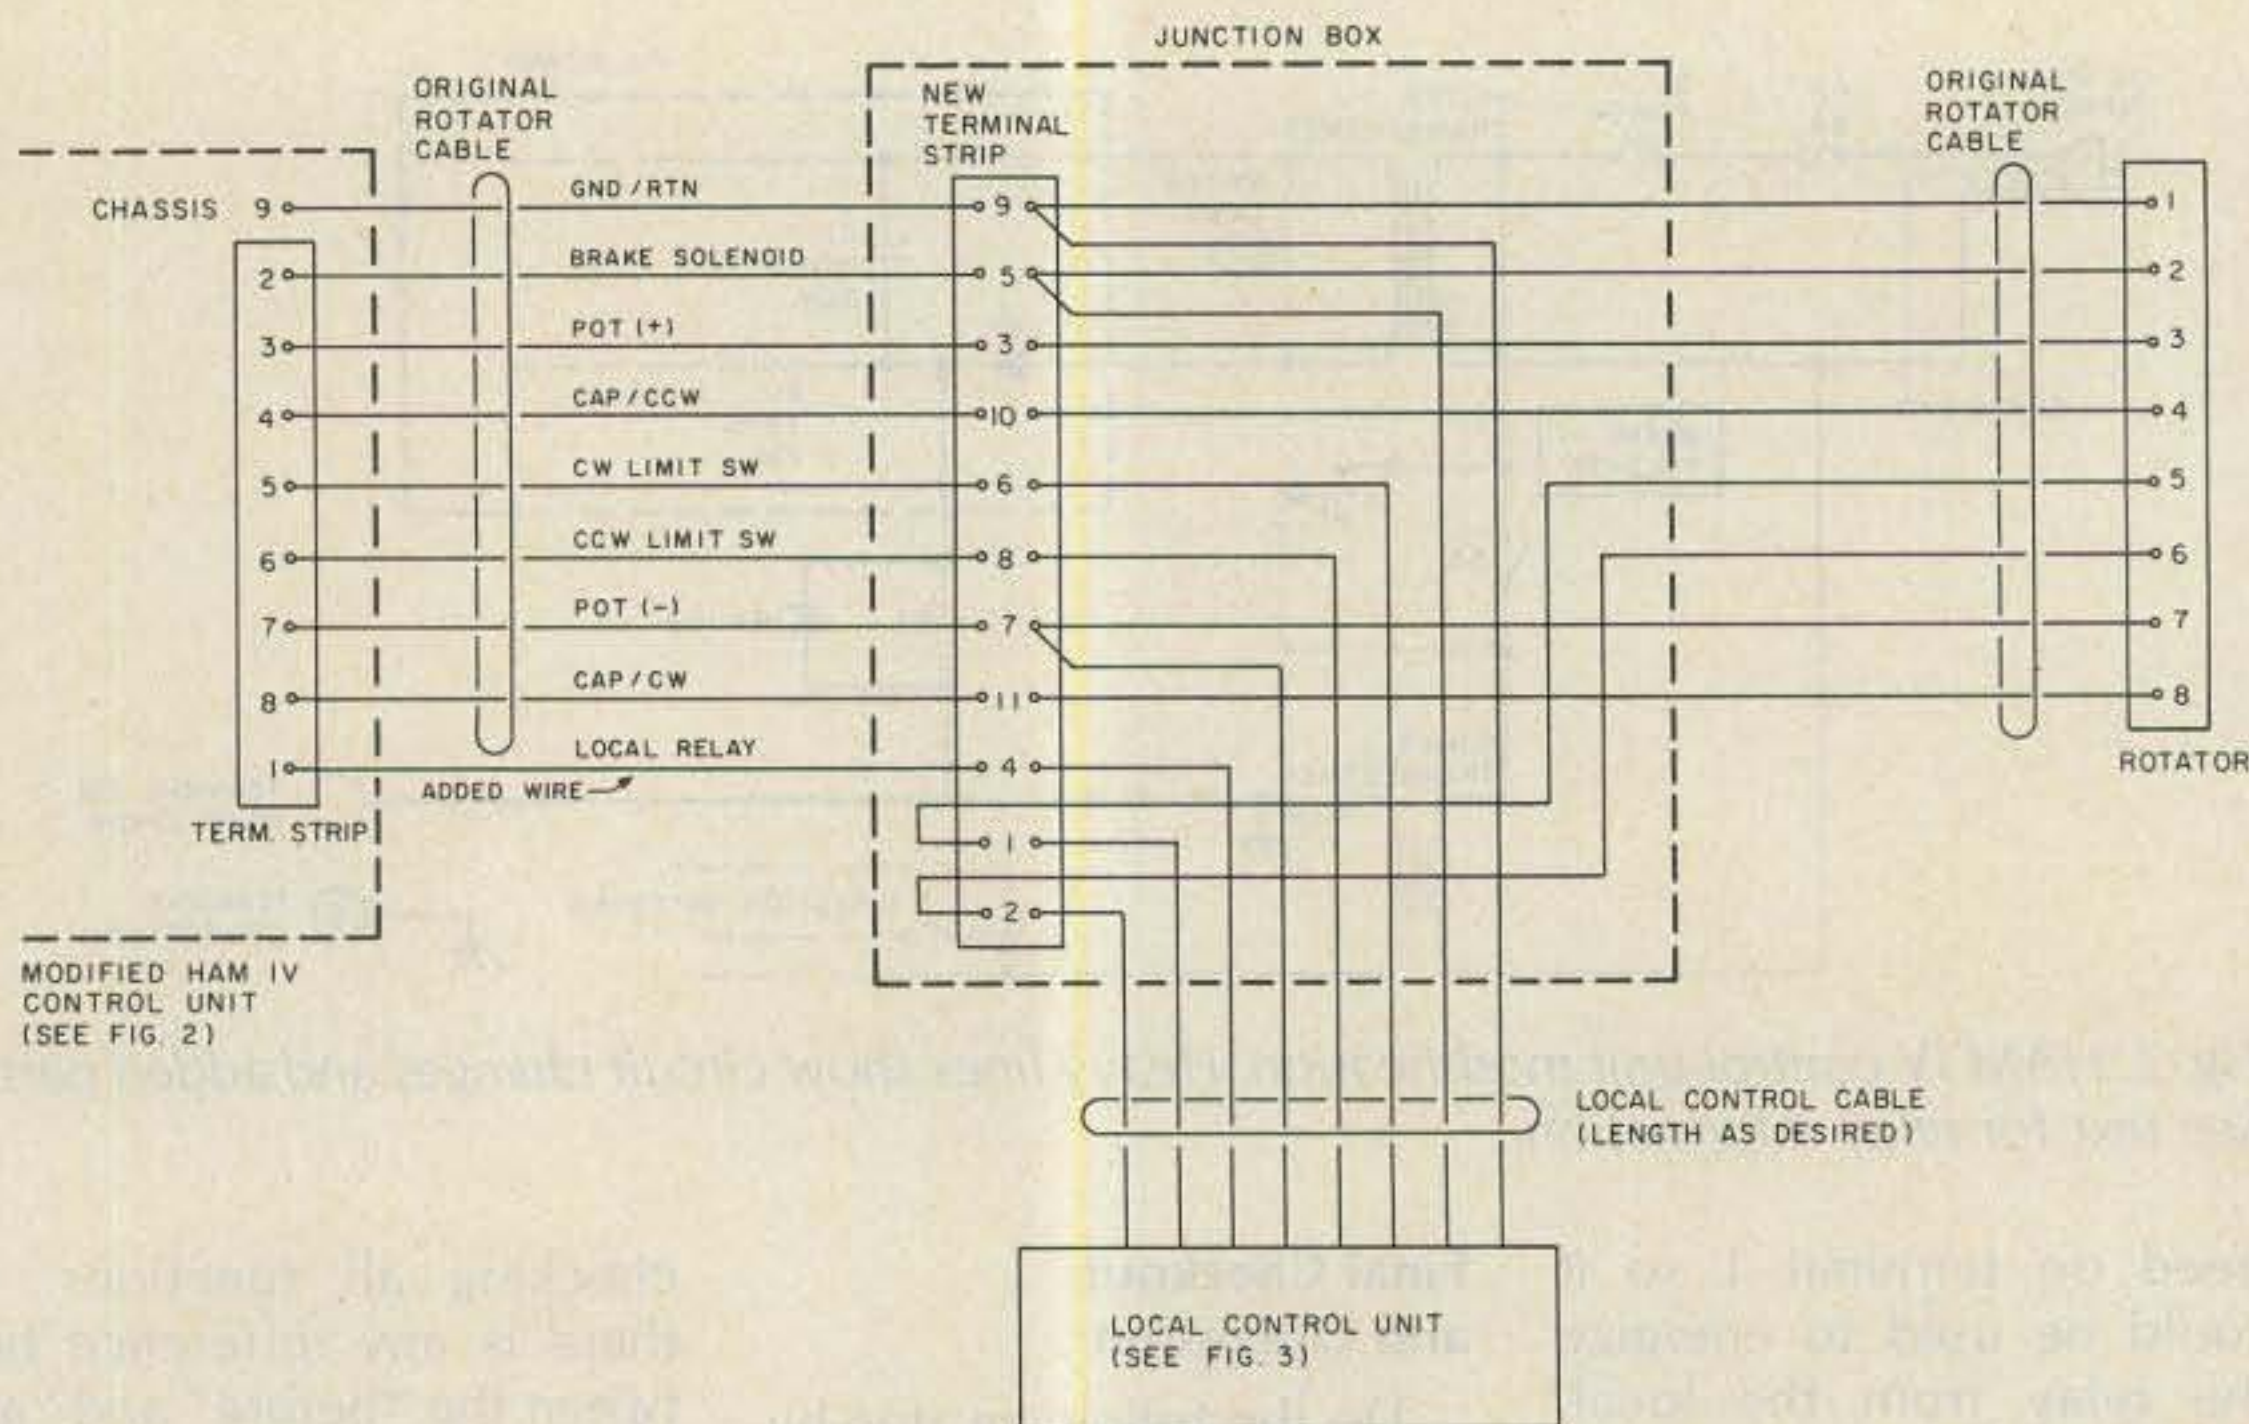 JUNCTION BOX
ORIGINAL
ROTATOR
CABLE
NEW
TERMINAL
STRIP
ORIGINAL
ROTATOR
CABLE
CHASSIS 9
GND/RTN
9
1
2
BRAKE SOLENOID
5
2
3
POT (+)
3
3
4
CAP/CCW
10
4
5
CW LIMIT SW
6
5
6
CCW LIMIT SW
8
6
7
POT (-)
7
7
8
CAP/CW
11
8
1
LOCAL RELAY
4
ROTATOR
ADDED WIRE
TERM. STRIP
1
2
MODIFIED HAM IV
CONTROL UNIT
(SEE FIG. 2)
LOCAL CONTROL CABLE
(LENGTH AS DESIRED)
LOCAL CONTROL UNIT
(SEE FIG. 3)